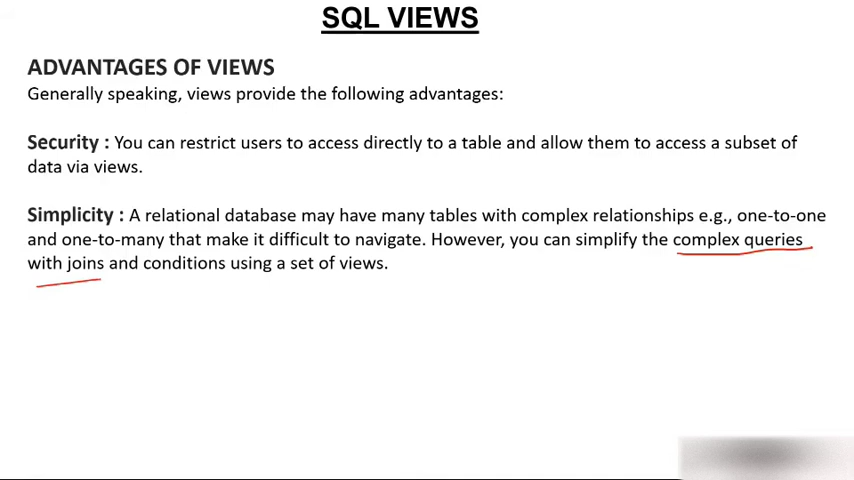 SQL VIEWS
ADVANTAGES OF VIEWS
Generally speaking, views provide the following advantages:
Security : You can restrict users to access directly to a table and allow them to access a subset of
data via views.
Simplicity : A relational database may have many tables with complex relationships e.g., one-to-one
and one-to-many that make it difficult to navigate. However, you can simplify the complex queries
with joins and conditions using a set of views.